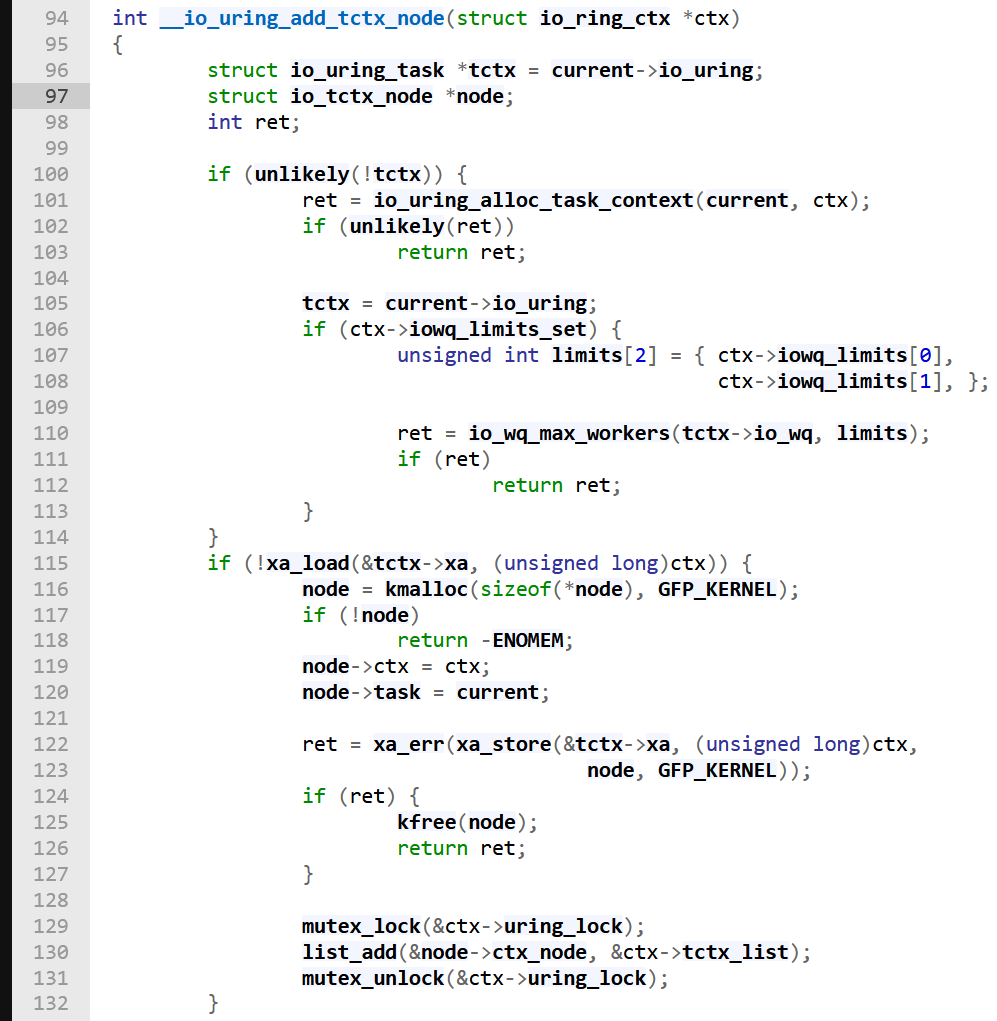 94 int __io_uring_add_tctx_node(struct io_ring_ctx *ctx)
95 {
96         struct io_uring_task *tctx = current->io_uring;
97         struct io_tctx_node *node;
98         int ret;
99
100         if (unlikely(!tctx)) {
101                 ret = io_uring_alloc_task_context(current, ctx);
102                 if (unlikely(ret))
103                         return ret;
104
105                 tctx = current->io_uring;
106                 if (ctx->iowq_limits_set) {
107                         unsigned int limits[2] = { ctx->iowq_limits[0],
108                                                    ctx->iowq_limits[1], };
109
110                         ret = io_wq_max_workers(tctx->io_wq, limits);
111                         if (ret)
112                                 return ret;
113                 }
114         }
115         if (!xa_load(&tctx->xa, (unsigned long)ctx)) {
116                 node = kmalloc(sizeof(*node), GFP_KERNEL);
117                 if (!node)
118                         return -ENOMEM;
119                 node->ctx = ctx;
120                 node->task = current;
121
122                 ret = xa_err(xa_store(&tctx->xa, (unsigned long)ctx,
123                                         node, GFP_KERNEL));
124                 if (ret) {
125                         kfree(node);
126                         return ret;
127                 }
128
129                 mutex_lock(&ctx->uring_lock);
130                 list_add(&node->ctx_node, &ctx->tctx_list);
131                 mutex_unlock(&ctx->uring_lock);
132         }